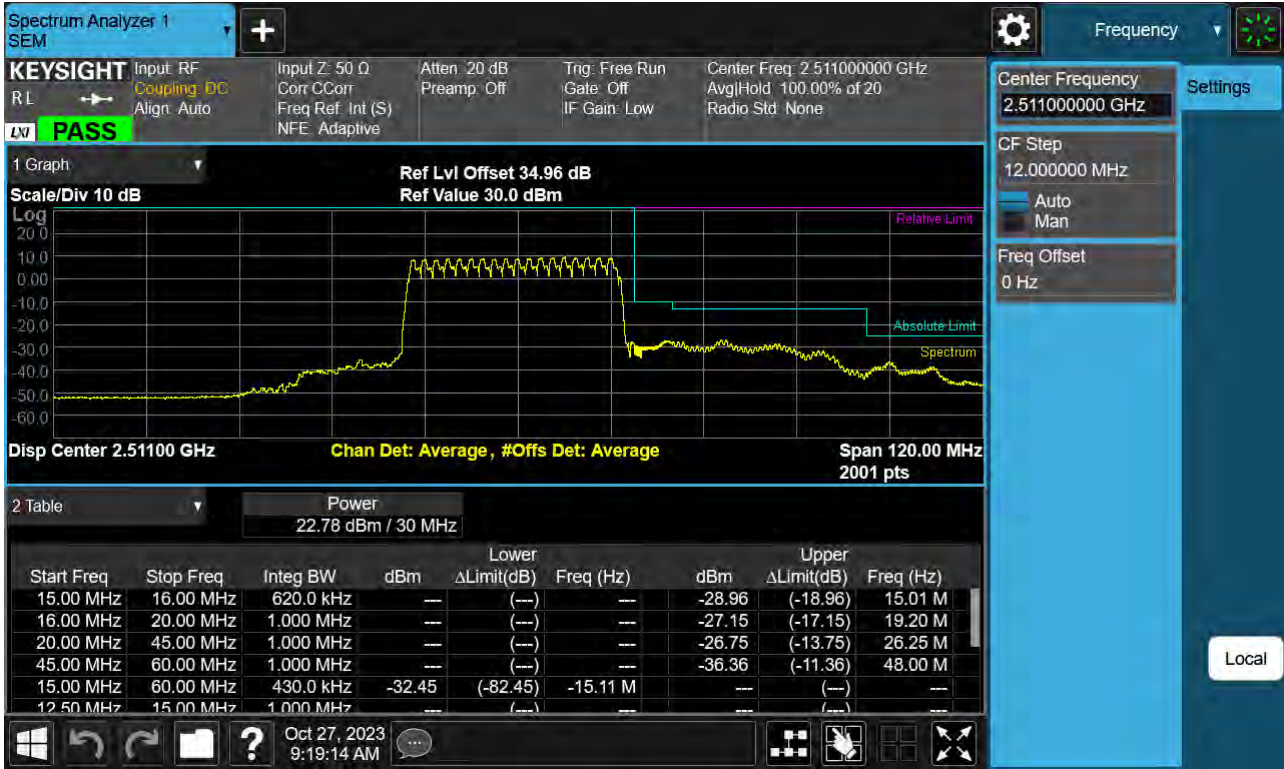 Spectrum Analyzer 1
SEM
+
Frequency
KEYSIGHT
RL
LXI PASS
Input: RF
Coupling: DC
Align: Auto
Input Z: 50 Ω
Corr CCorr
Freq Ref: Int (S)
NFE: Adaptive
Atten: 20 dB
Preamp: Off
Trig: Free Run
Gate: Off
IF Gain: Low
Center Freq: 2.511000000 GHz
Avg|Hold: 100.00% of 20
Radio Std: None
Center Frequency
2.511000000 GHz
Settings
CF Step
12.000000 MHz
Auto
Man
Freq Offset
0 Hz
1 Graph
Scale/Div 10 dB
Ref Lvl Offset 34.96 dB
Ref Value 30.0 dBm
Log
20.0
10.0
0.00
-10.0
-20.0
-30.0
-40.0
-50.0
-60.0
Relative Limit
Absolute Limit
Spectrum
Disp Center 2.51100 GHz
Chan Det: Average, #Offs Det: Average
Span 120.00 MHz
2001 pts
2 Table
Power
22.78 dBm / 30 MHz
Lower Upper
Start Freq Stop Freq Integ BW dBm ΔLimit(dB) Freq (Hz) dBm ΔLimit(dB) Freq (Hz)
15.00 MHz 16.00 MHz 620.0 kHz --- (---) --- -28.96 (-18.96) 15.01 M
16.00 MHz 20.00 MHz 1.000 MHz --- (---) --- -27.15 (-17.15) 19.20 M
20.00 MHz 45.00 MHz 1.000 MHz --- (---) --- -26.75 (-13.75) 26.25 M
45.00 MHz 60.00 MHz 1.000 MHz --- (---) --- -36.36 (-11.36) 48.00 M
15.00 MHz 60.00 MHz 430.0 kHz -32.45 (-82.45) -15.11 M --- (---) ---
12.50 MHz 15.00 MHz 1.000 MHz --- (---) --- --- (---) ---
Local
?
Oct 27, 2023
9:19:14 AM